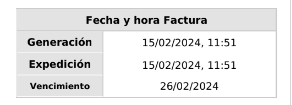 Fecha y hora Factura
Generación 15/02/2024, 11:51
Expedición 15/02/2024, 11:51
Vencimiento 26/02/2024